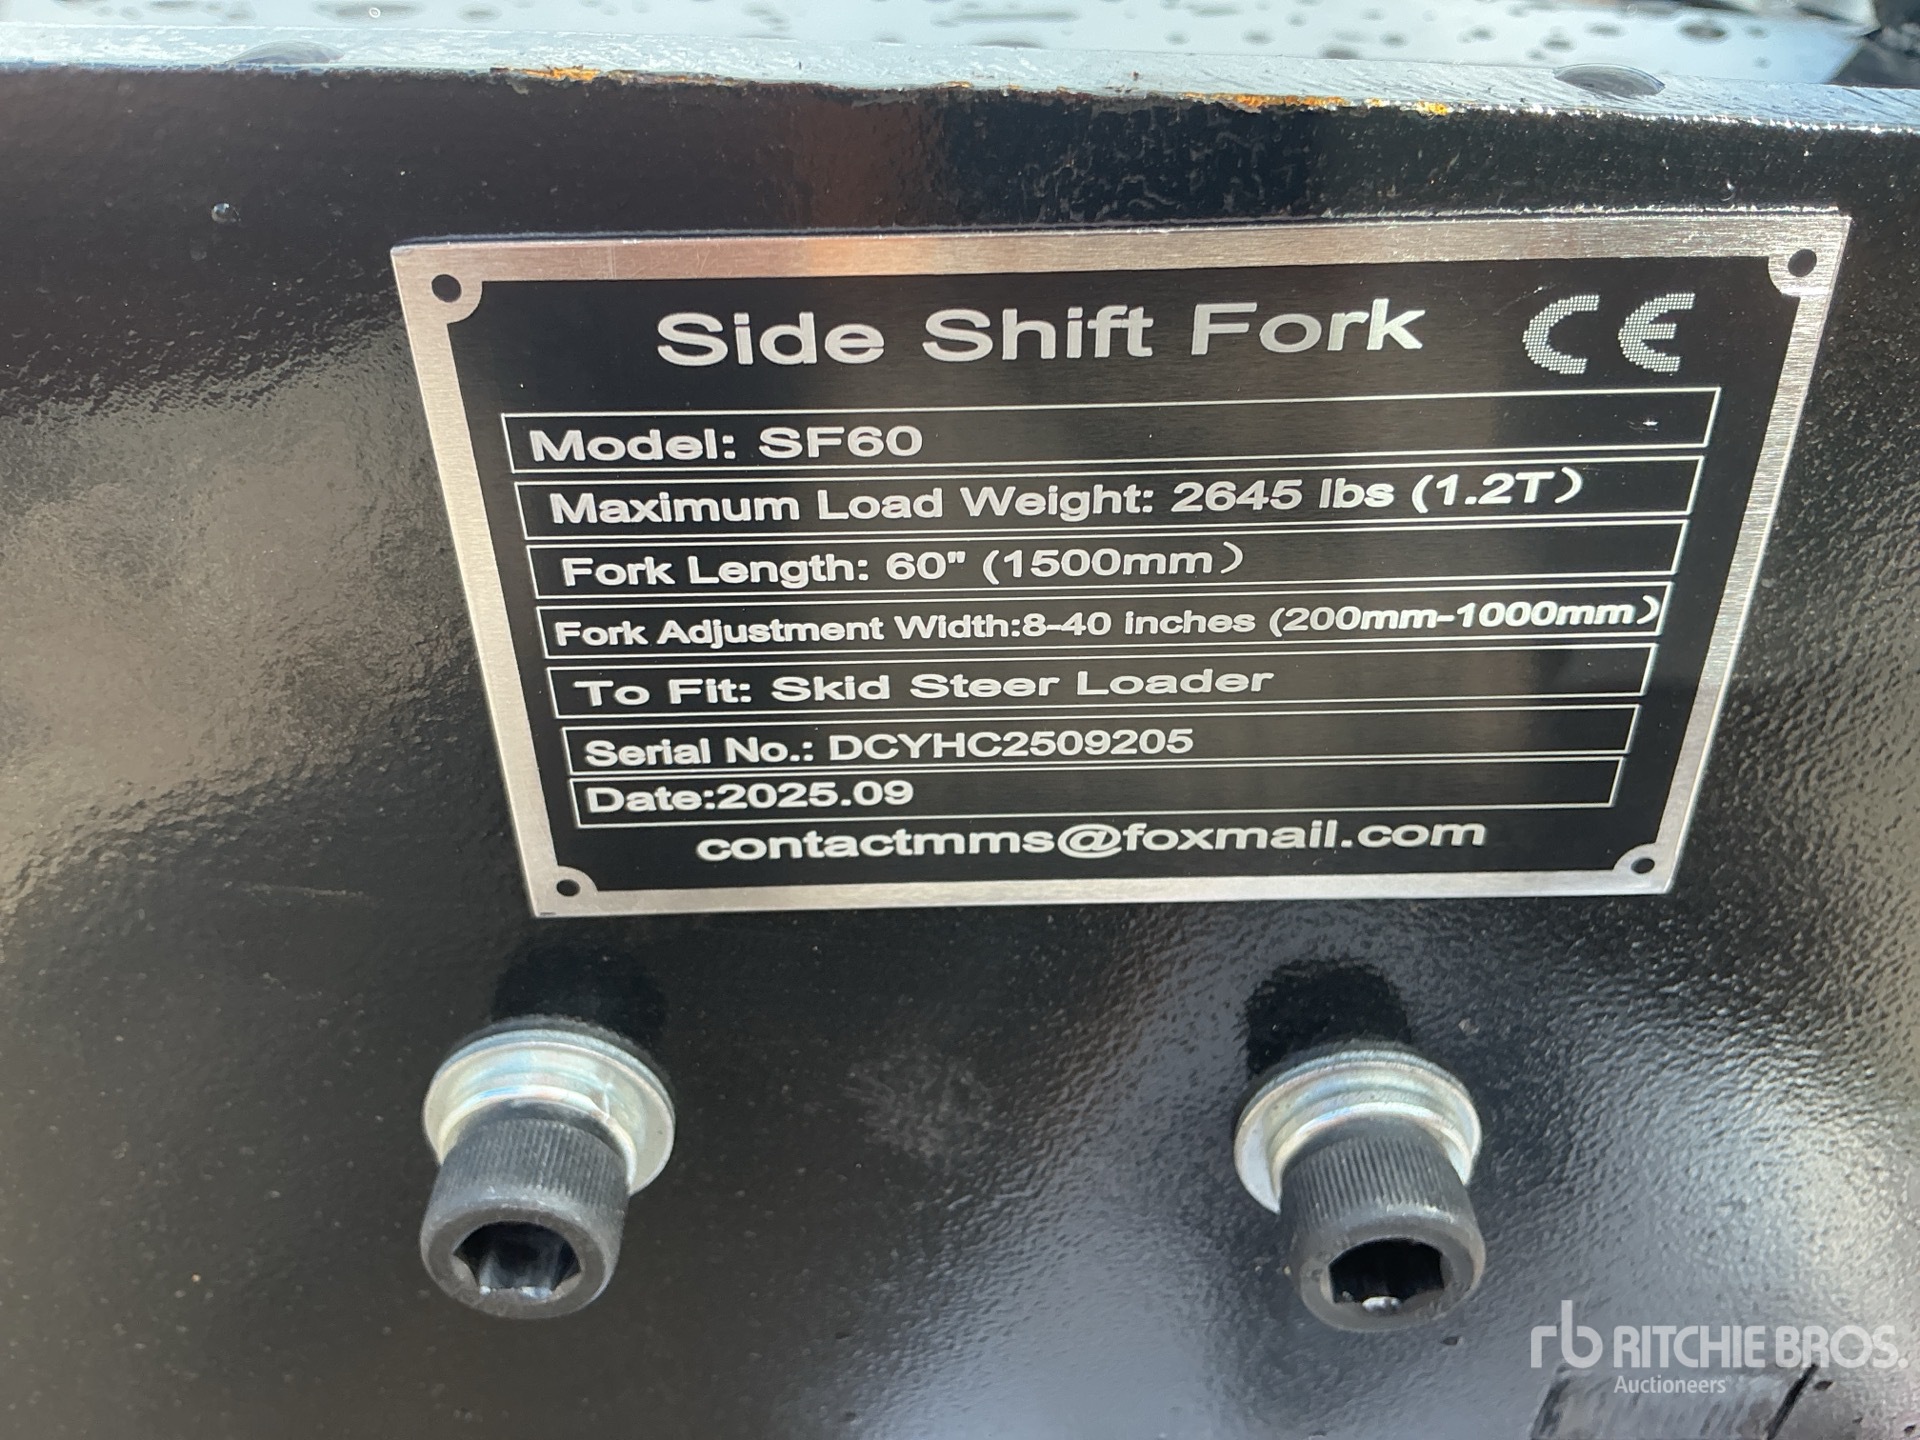 Side Shift Fork CE
Model: SF60
Maximum Load Weight: 2645 lbs (1.2T)
Fork Length: 60" (1500mm)
Fork Adjustment Width:8-40 inches (200mm-1000mm)
To Fit: Skid Steer Loader
Serial No.: DCYHC2509205
Date:2025.09
contactmms@foxmail.com
rb RITCHIE BROS.
Auctioneers